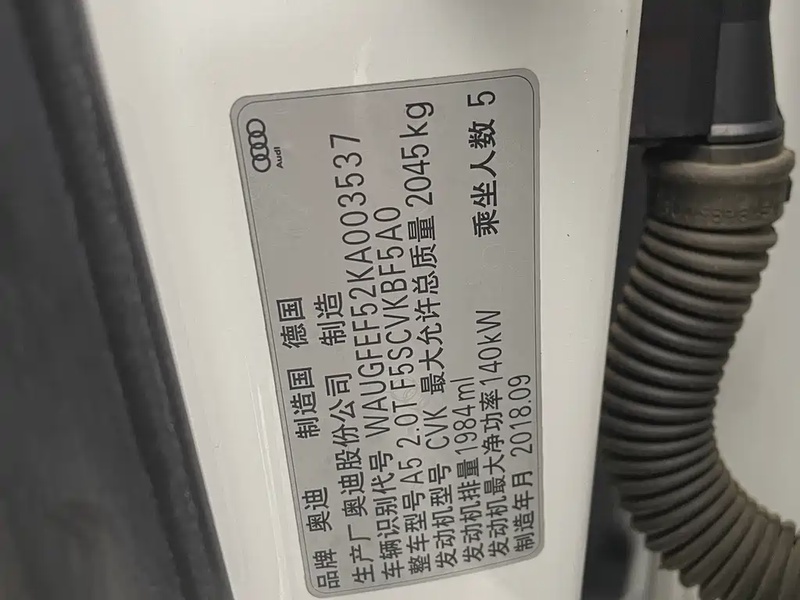 Audi
品牌 奥迪 制造国 德国
生产厂 奥迪股份公司 制造
车辆识别代号 WAUGFEF52KA003537
整车型号 A5 2.0T F5SCVKBF5A0
发动机型号 CVK 最大允许总质量 2045kg
发动机排量 1984ml
发动机最大净功率 140kW 乘坐人数 5
制造年月 2018.09